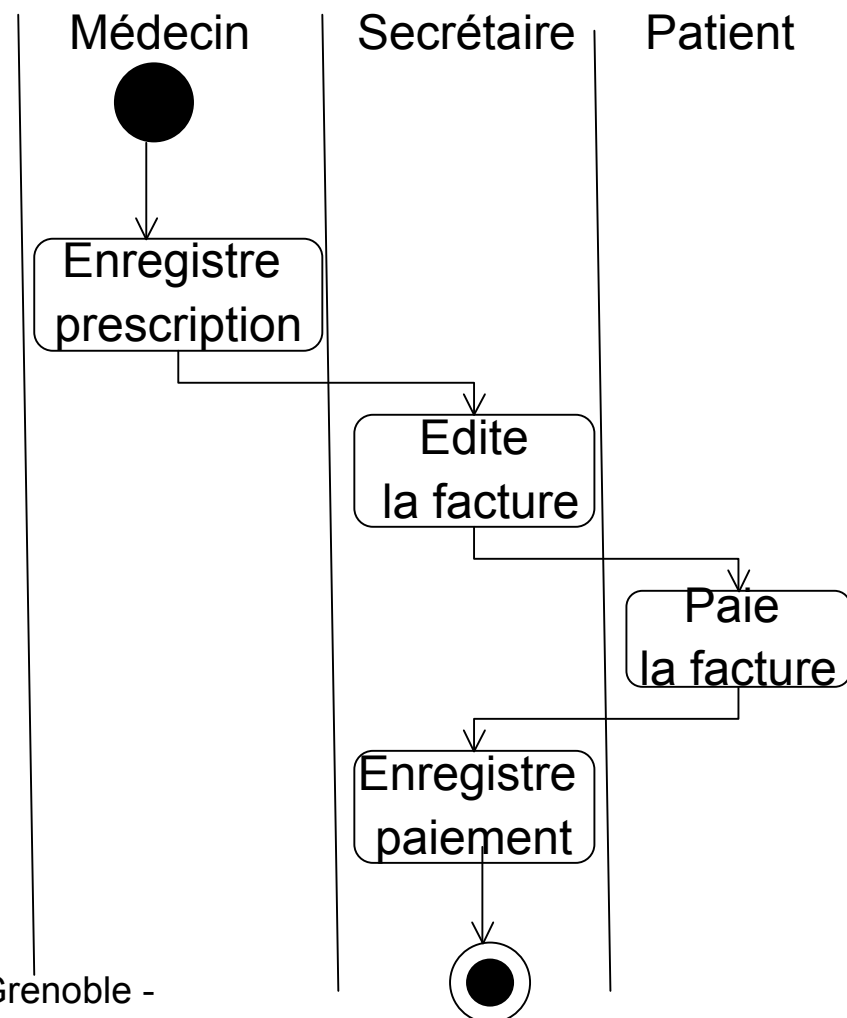 Médecin Secrétaire Patient
Enregistre
prescription
Edite
la facture
Paie
la facture
Enregistre
paiement
Grenoble -